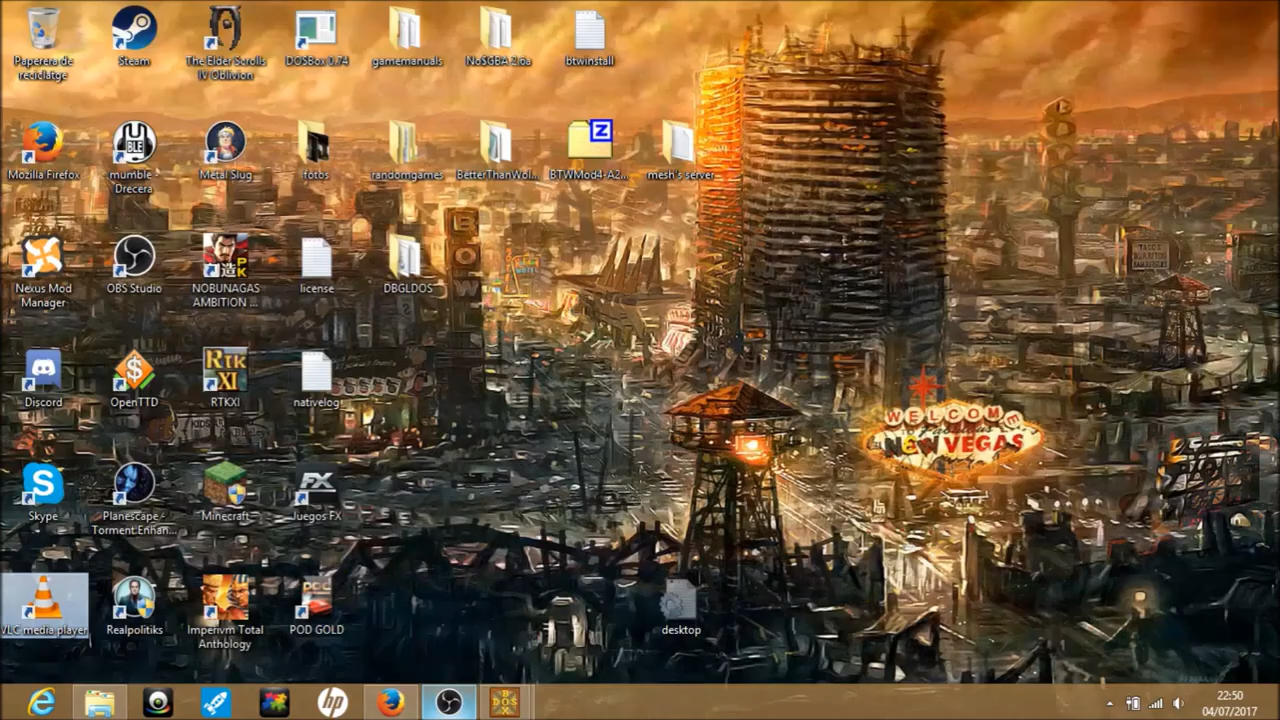 Paperera de
reciclatge
Steam
The Elder Scrolls
IV Oblivion
DOSBox 0.74
gamemanuals
No$GBA 2.6a
btwinstall
Mozilla Firefox
mumble -
Drecera
Metal Slug
fotos
randomgames
BetterThanWol...
BTWMod4-A2...
mesh's server
Nexus Mod
Manager
OBS Studio
NOBUNAGAS
AMBITION ...
license
DBGLDOS
Discord
OpenTTD
RTKXI
nativelog
Skype
Planescape -
Torment Enhan...
Minecraft
Juegos FX
VLC media player
Realpolitiks
Imperivm Total
Anthology
POD GOLD
desktop
WELCOME
NEW VEGAS
22:50
04/07/2017